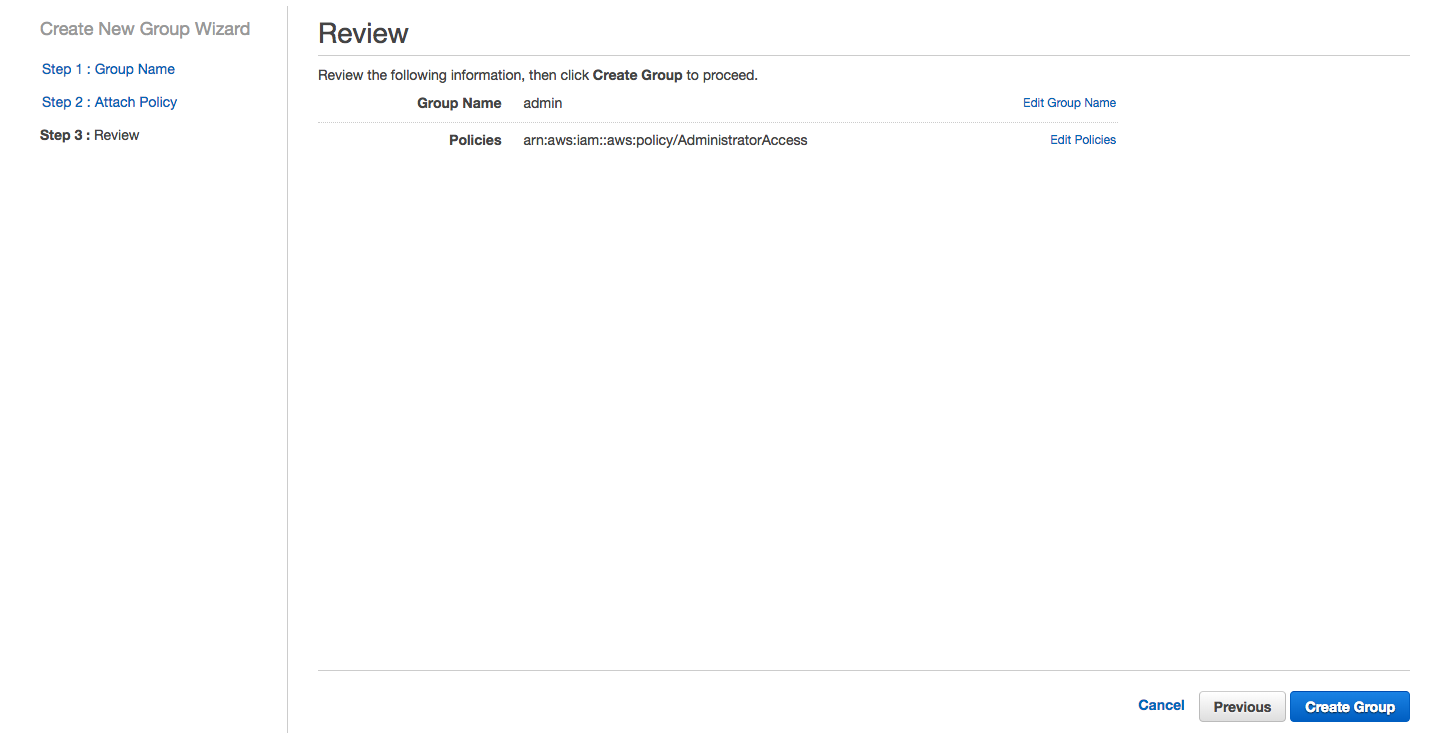 Create New Group Wizard
Step 1 : Group Name
Step 2 : Attach Policy
Step 3 : Review
Review
Review the following information, then click Create Group to proceed.
Group Name admin Edit Group Name
Policies arn:aws:iam::aws:policy/AdministratorAccess Edit Policies
Cancel Previous Create Group